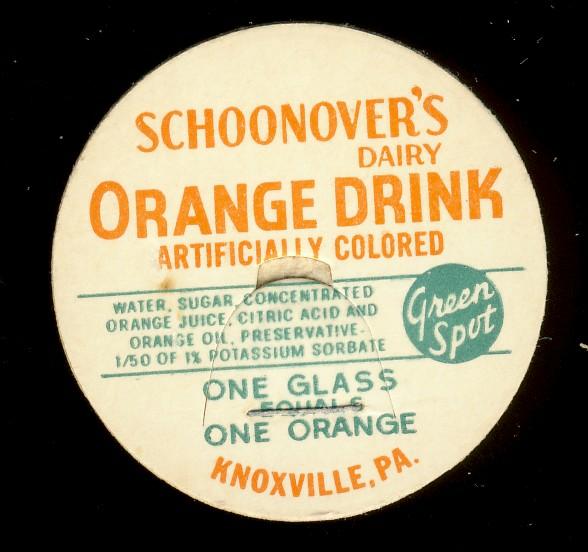 SCHOONOVER'S
DAIRY
ORANGE DRINK
ARTIFICIALLY COLORED
WATER, SUGAR, CONCENTRATED
ORANGE JUICE, CITRIC ACID AND
ORANGE OIL, PRESERVATIVE-
1/50 OF 1% POTASSIUM SORBATE
Green
Spot
ONE GLASS
EQUALS
ONE ORANGE
KNOXVILLE, PA.